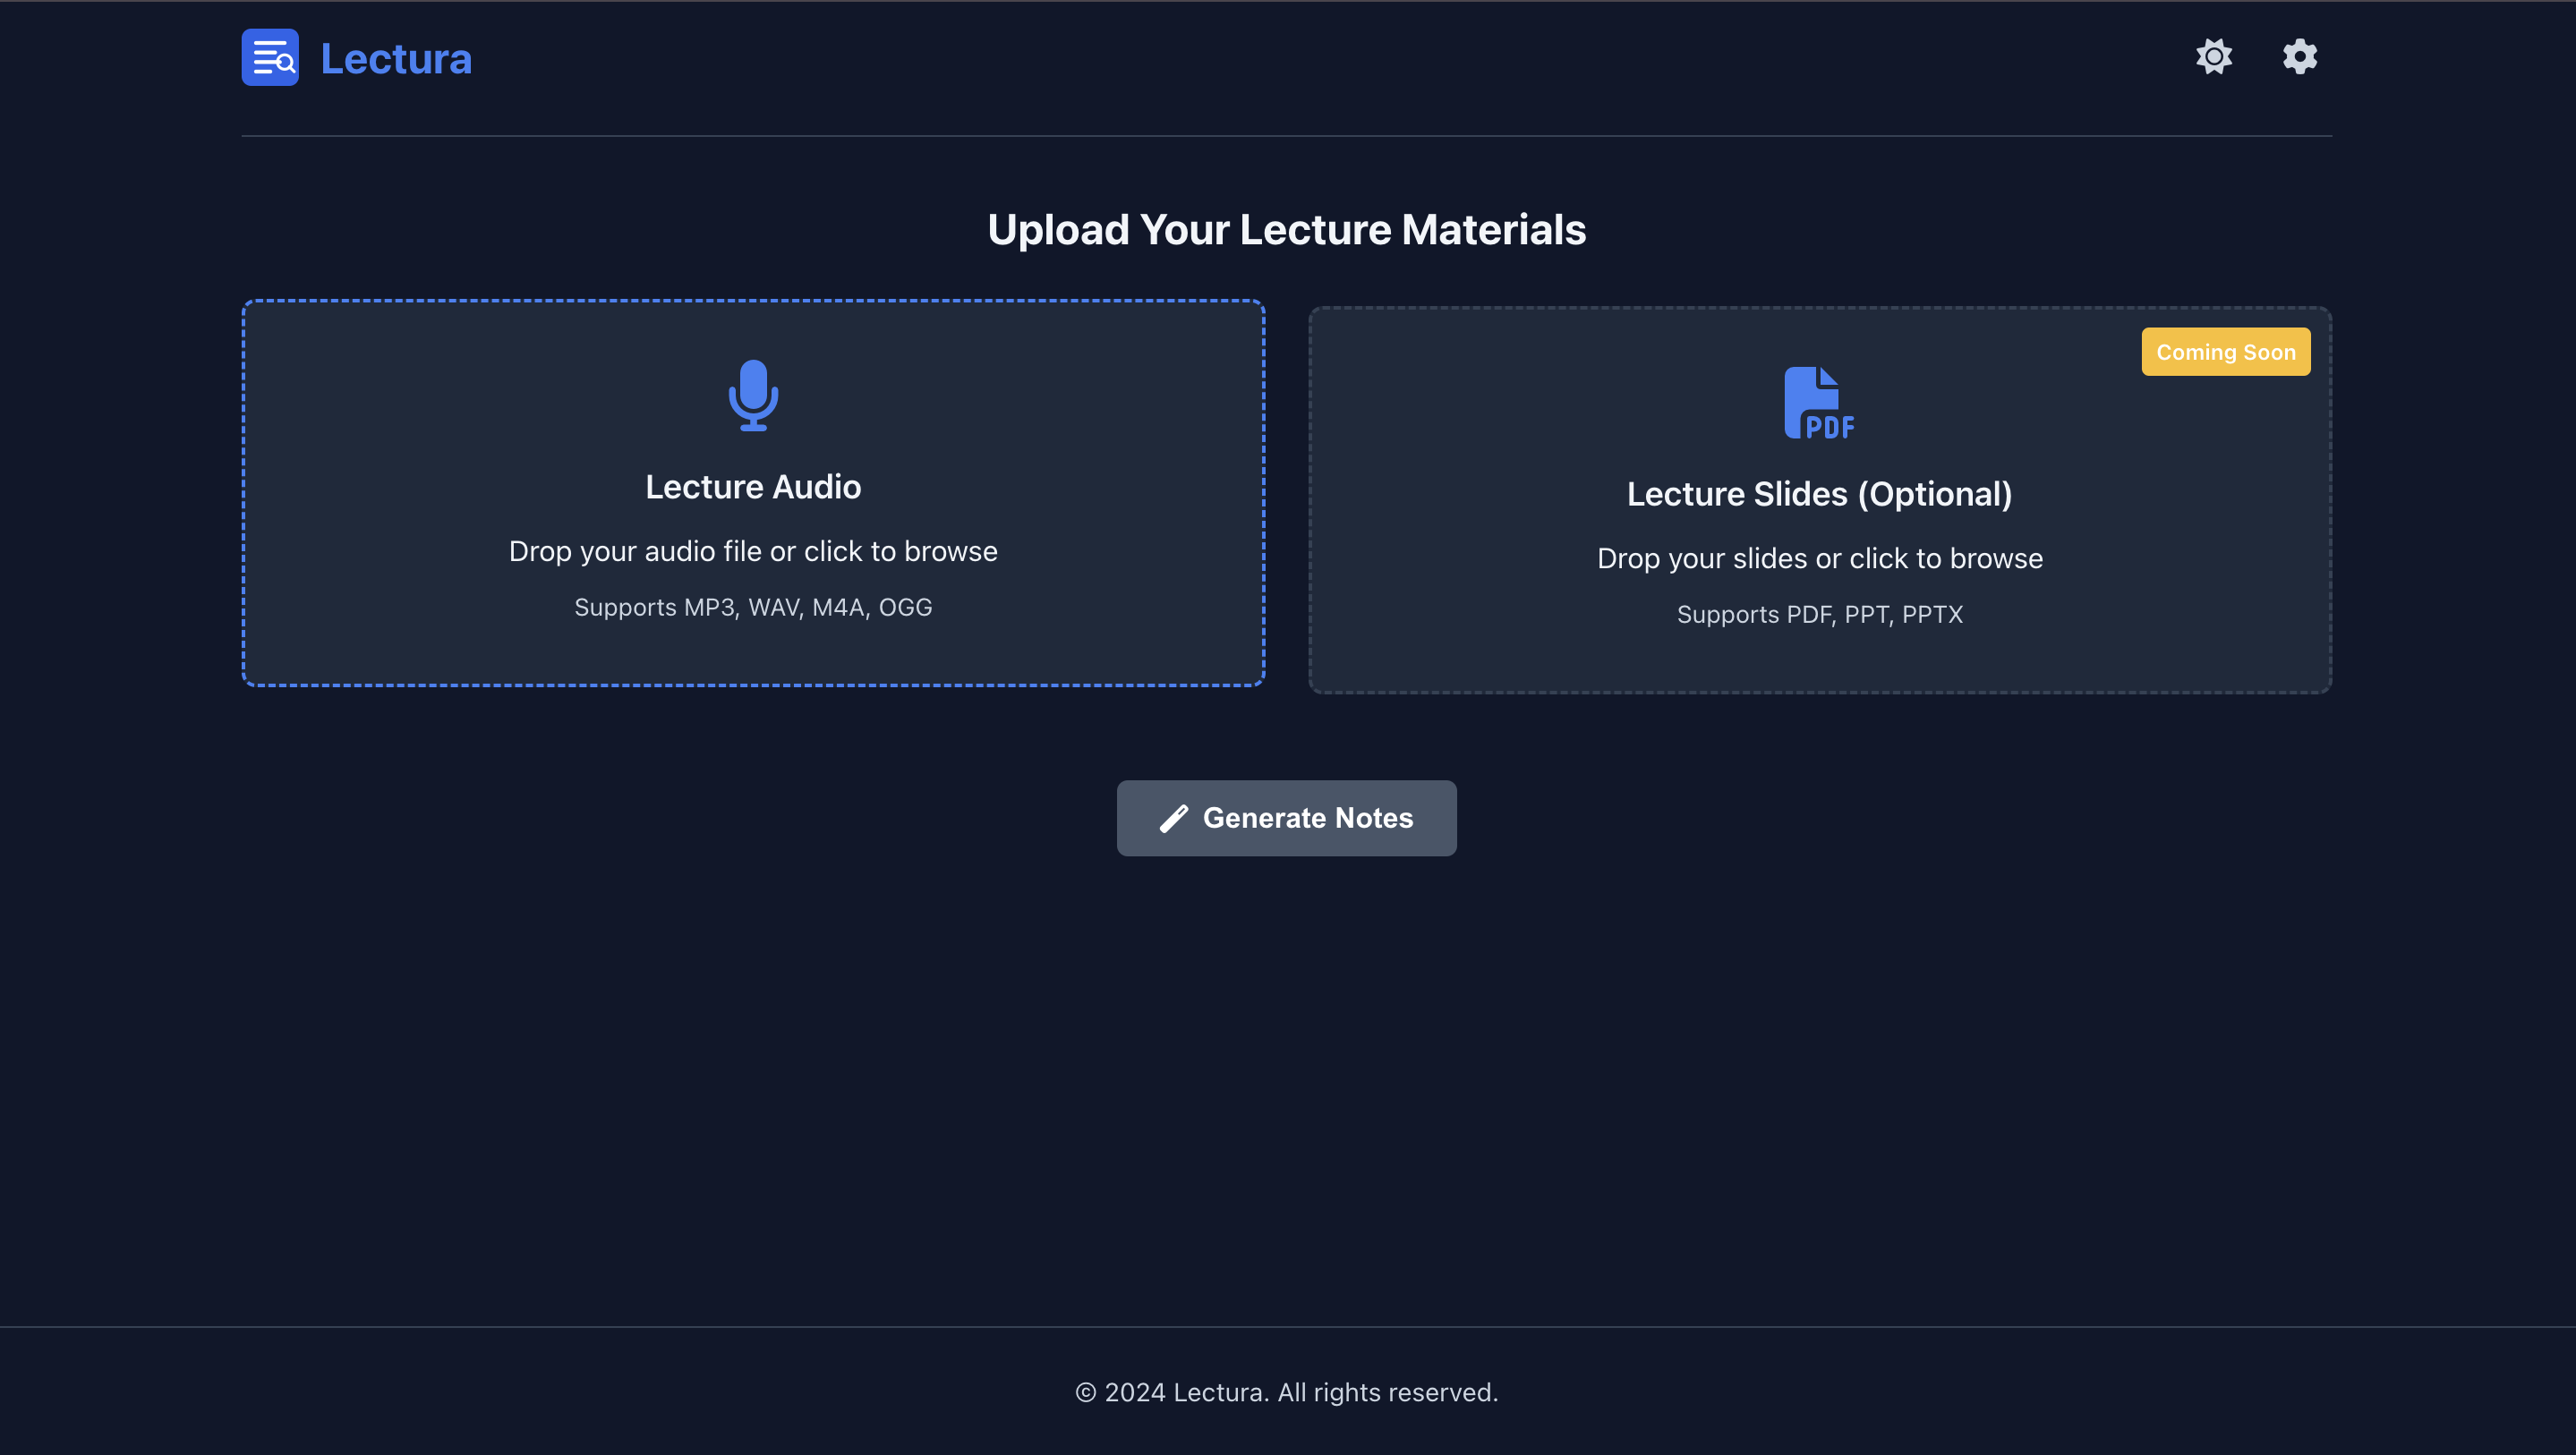 Lectura
Upload Your Lecture Materials
Lecture Audio
Drop your audio file or click to browse
Supports MP3, WAV, M4A, OGG
Coming Soon
PDF
Lecture Slides (Optional)
Drop your slides or click to browse
Supports PDF, PPT, PPTX
Generate Notes
© 2024 Lectura. All rights reserved.